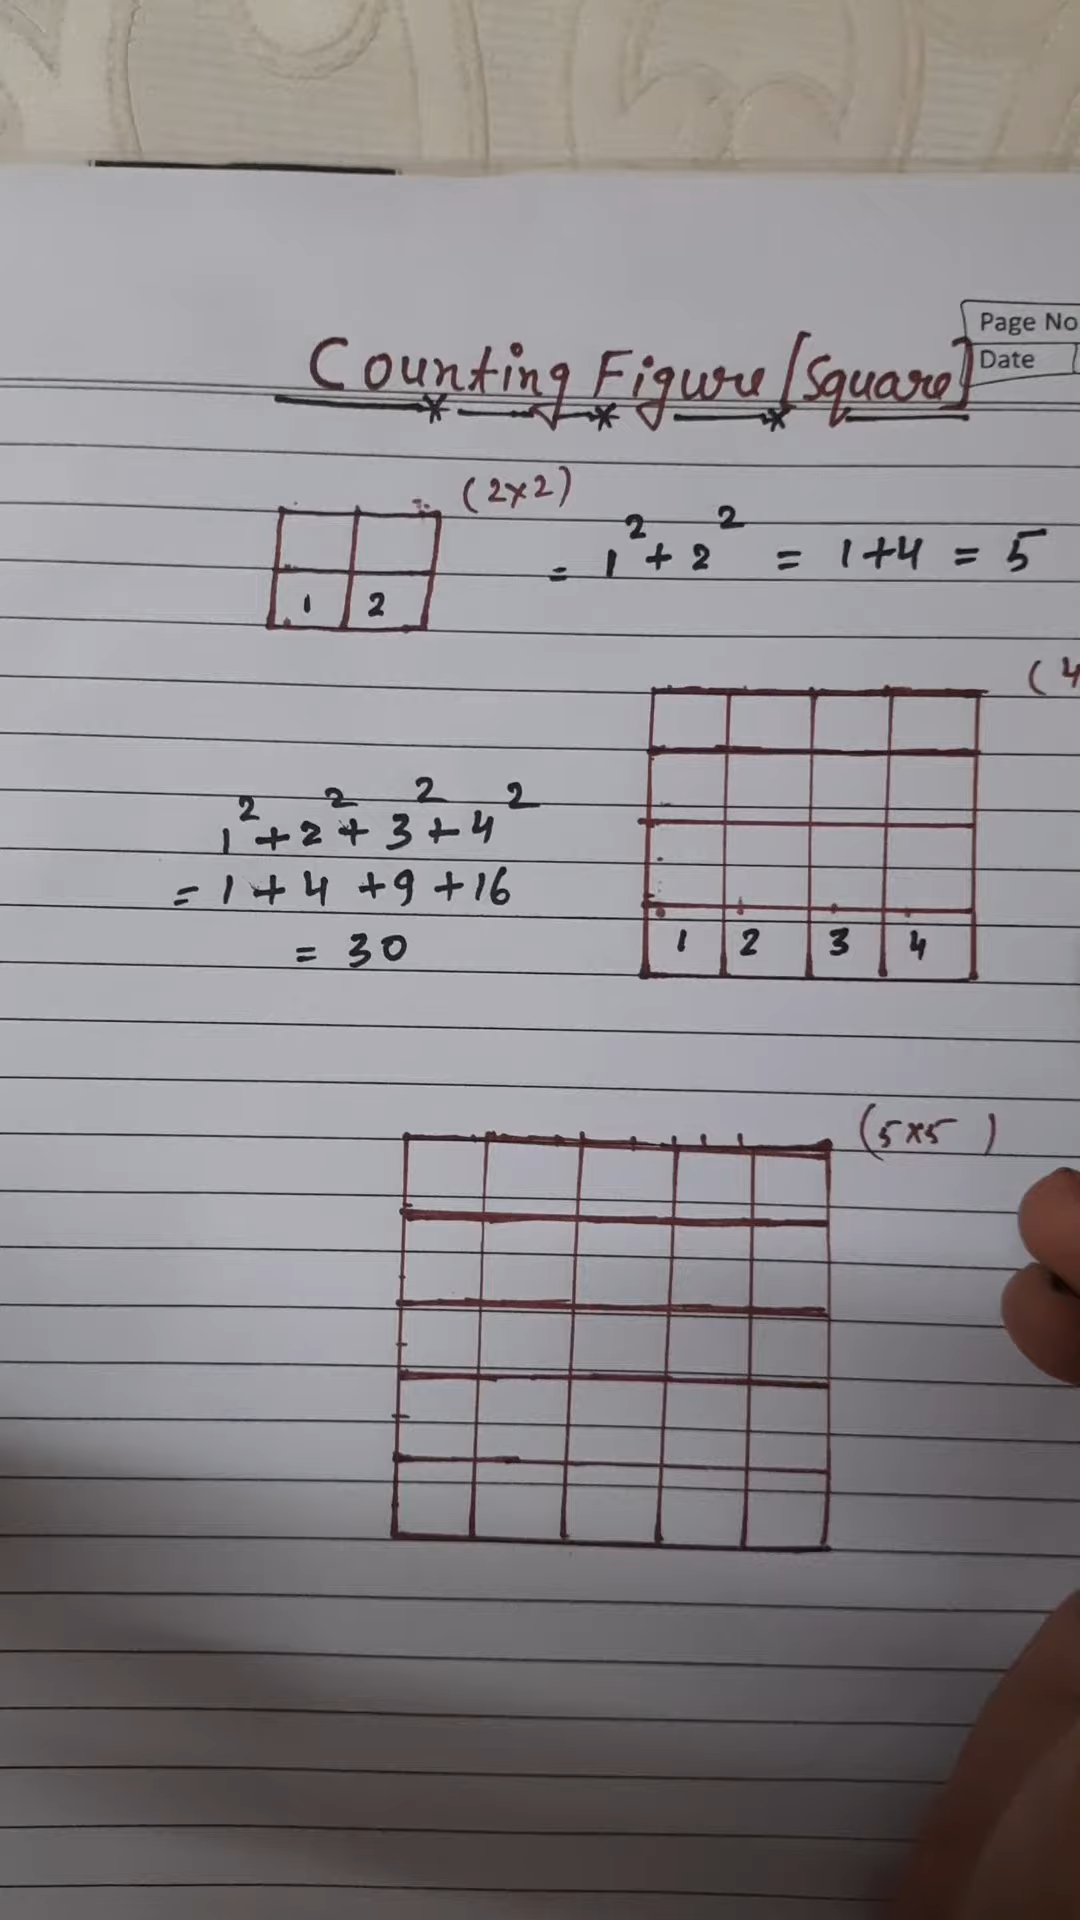 Page No
Date
Counting Figure [Square]
(2×2)
= 1² + 2² = 1+4 = 5
1 2
(4
1² + 2² + 3² + 4²
= 1 + 4 + 9 + 16
= 30
1 2 3 4
(5×5)